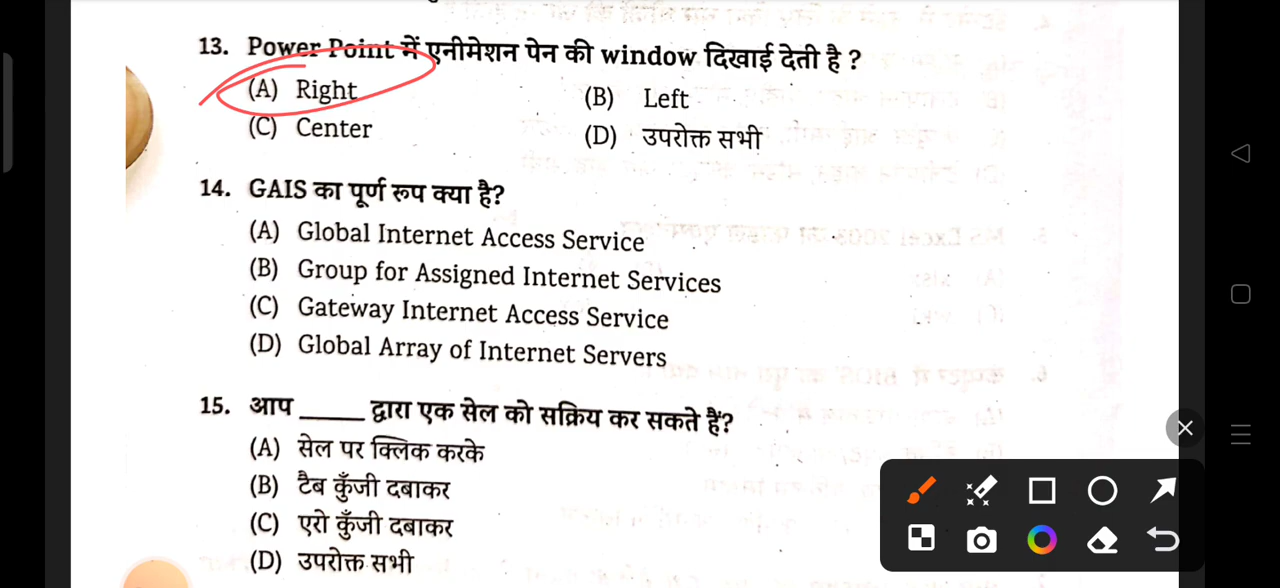 13. Power Point में एनीमेशन पेन की window दिखाई देती है ?
(A) Right
(B) Left
(C) Center
(D) उपरोक्त सभी
14. GAIS का पूर्ण रूप क्या है?
(A) Global Internet Access Service
(B) Group for Assigned Internet Services
(C) Gateway Internet Access Service
(D) Global Array of Internet Servers
15. आप _____ द्वारा एक सेल को सक्रिय कर सकते हैं?
(A) सेल पर क्लिक करके
(B) टैब कुँजी दबाकर
(C) एरो कुँजी दबाकर
(D) उपरोक्त सभी